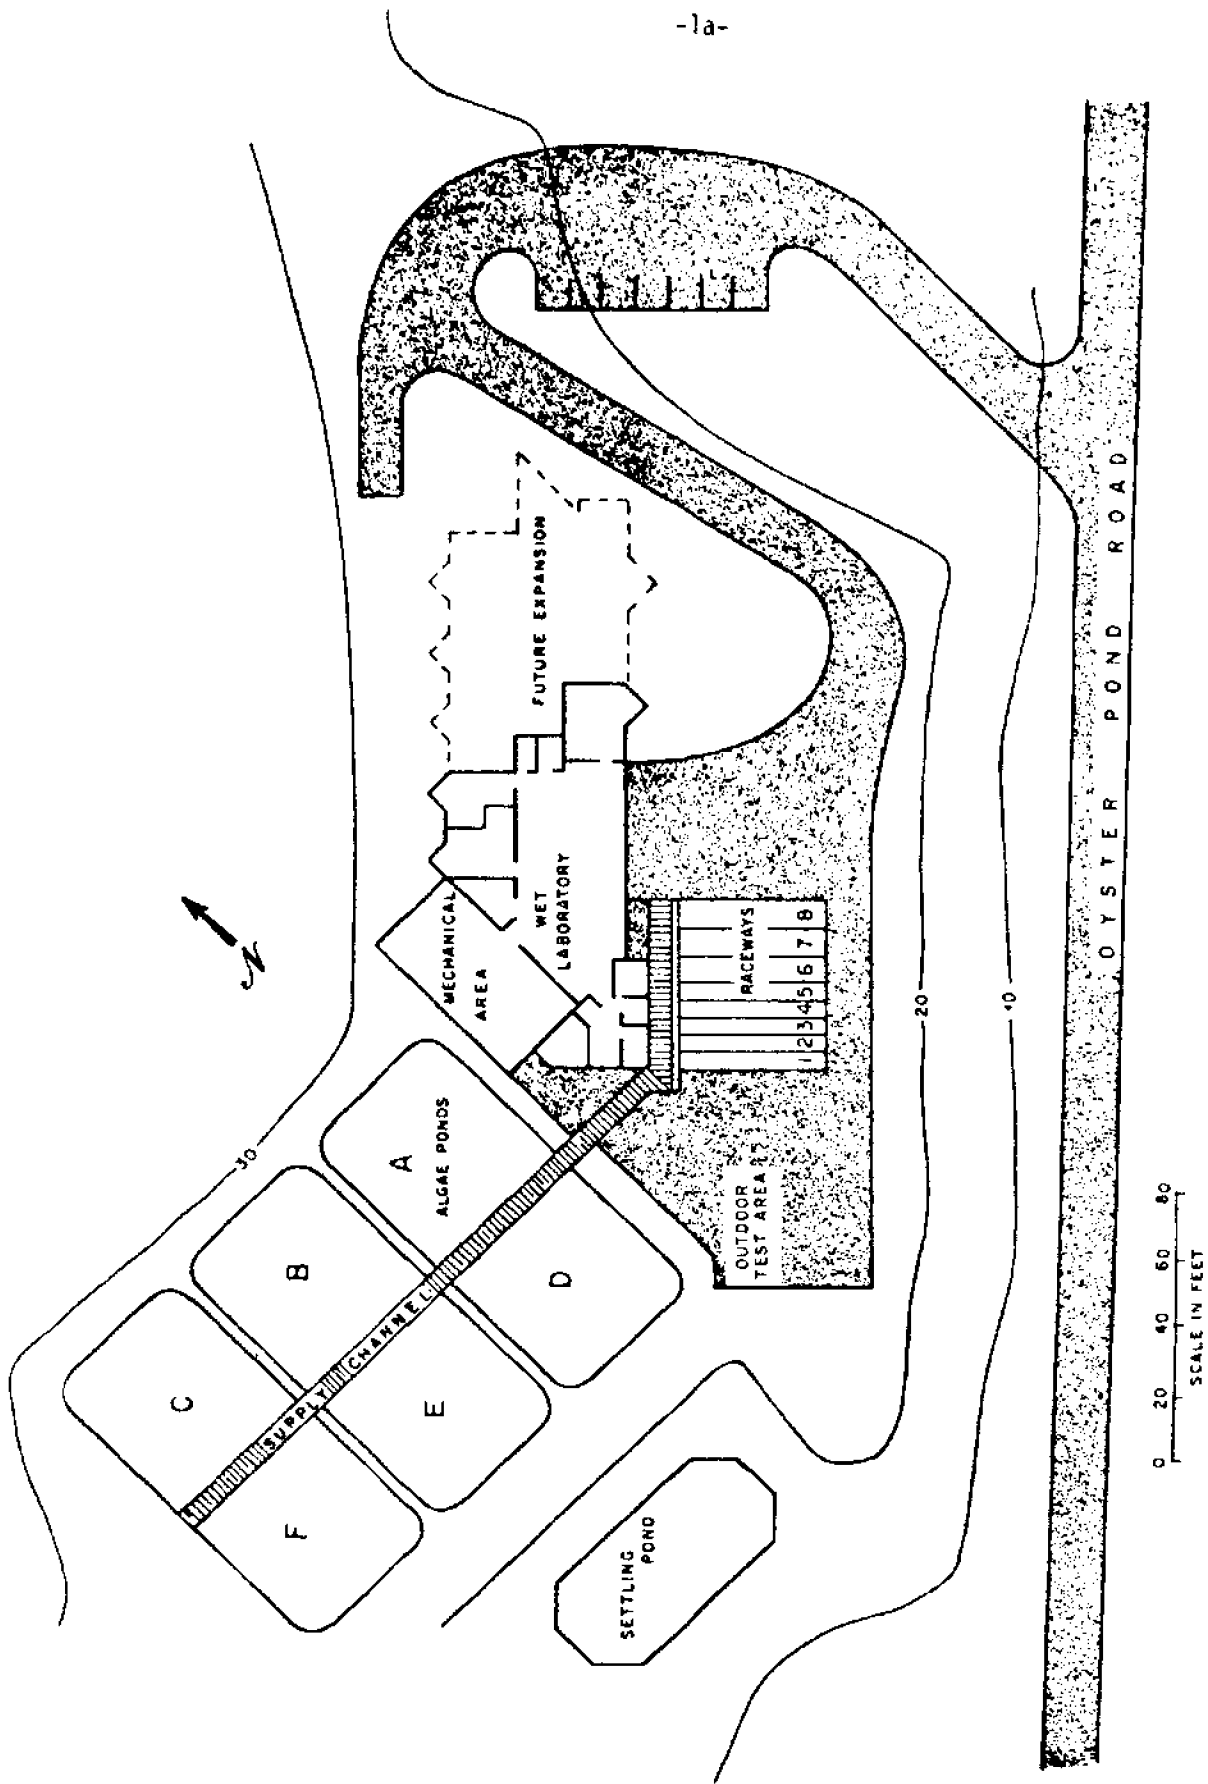 -1a-
FUTURE EXPANSION
MECHANICAL
AREA
WET
LABORATORY
RACEWAYS
1 2 3 4 5 6 7 8
OYSTER POND ROAD
N
30
20
10
A
ALGAE PONDS
B
C
D
E
F
SUPPLY CHANNEL
OUTDOOR
TEST AREA
SETTLING
POND
0 20 40 60 80
SCALE IN FEET